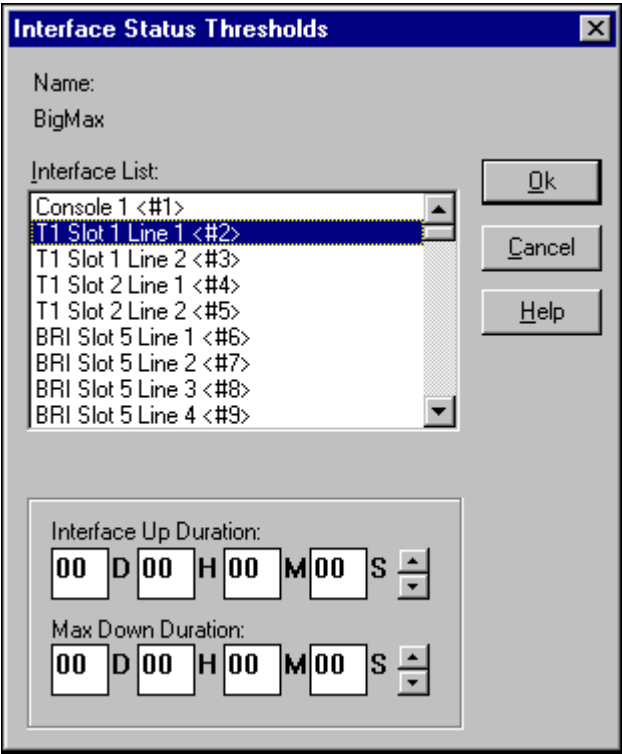 Interface Status Thresholds
Name:
BigMax
Interface List:
Console 1 <#1>
T1 Slot 1 Line 1 <#2>
T1 Slot 1 Line 2 <#3>
T1 Slot 2 Line 1 <#4>
T1 Slot 2 Line 2 <#5>
BRI Slot 5 Line 1 <#6>
BRI Slot 5 Line 2 <#7>
BRI Slot 5 Line 3 <#8>
BRI Slot 5 Line 4 <#9>
Ok
Cancel
Help
Interface Up Duration:
00 D 00 H 00 M 00 S
Max Down Duration:
00 D 00 H 00 M 00 S